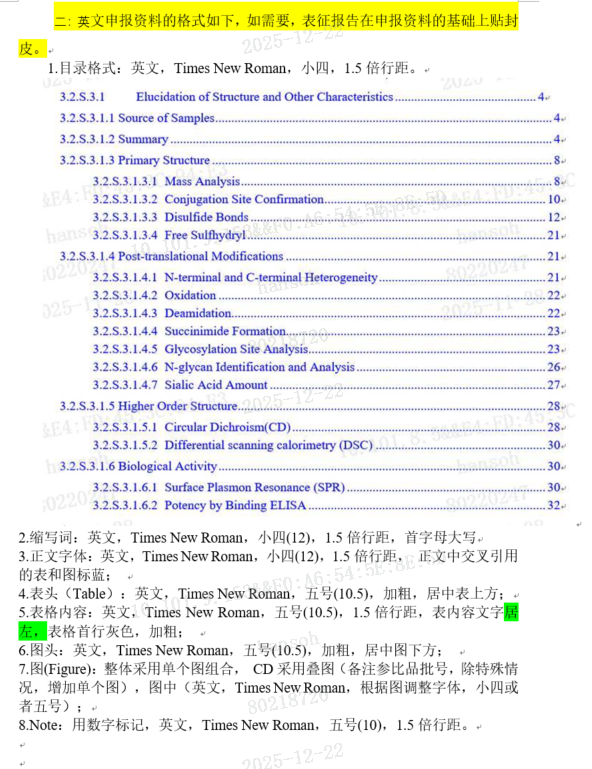 二: 英文申报资料的格式如下，如需要，表征报告在申报资料的基础上贴封
皮。
1.目录格式：英文，Times New Roman，小四，1.5 倍行距。
3.2.S.3.1 Elucidation of Structure and Other Characteristics 4
3.2.S.3.1.1 Source of Samples 4
3.2.S.3.1.2 Summary 4
3.2.S.3.1.3 Primary Structure 8
3.2.S.3.1.3.1 Mass Analysis 8
3.2.S.3.1.3.2 Conjugation Site Confirmation 10
3.2.S.3.1.3.3 Disulfide Bonds 12
3.2.S.3.1.3.4 Free Sulfhydryl 21
3.2.S.3.1.4 Post-translational Modifications 21
3.2.S.3.1.4.1 N-terminal and C-terminal Heterogeneity 21
3.2.S.3.1.4.2 Oxidation 22
3.2.S.3.1.4.3 Deamidation 22
3.2.S.3.1.4.4 Succinimide Formation 23
3.2.S.3.1.4.5 Glycosylation Site Analysis 23
3.2.S.3.1.4.6 N-glycan Identification and Analysis 26
3.2.S.3.1.4.7 Sialic Acid Amount 27
3.2.S.3.1.5 Higher Order Structure 28
3.2.S.3.1.5.1 Circular Dichroism(CD) 28
3.2.S.3.1.5.2 Differential scanning calorimetry (DSC) 30
3.2.S.3.1.6 Biological Activity 30
3.2.S.3.1.6.1 Surface Plasmon Resonance (SPR) 30
3.2.S.3.1.6.2 Potency by Binding ELISA 32
2.缩写词：英文，Times New Roman，小四(12)，1.5 倍行距，首字母大写
3.正文字体：英文，Times New Roman，小四(12)，1.5 倍行距， 正文中交叉引用
的表和图标蓝；
4.表头（Table）：英文，Times New Roman，五号(10.5)，加粗，居中表上方；
5.表格内容：英文，Times New Roman，五号(10.5)，1.5 倍行距，表内容文字居
左，表格首行灰色，加粗；
6.图头：英文，Times New Roman，五号(10.5)，加粗，居中图下方；
7.图(Figure)：整体采用单个图组合， CD 采用叠图（备注参比品批号，除特殊情
况，增加单个图），图中（英文，Times New Roman，根据图调整字体，小四或
者五号）；
8.Note：用数字标记，英文，Times New Roman，五号(10)，1.5 倍行距。
2025-12-22